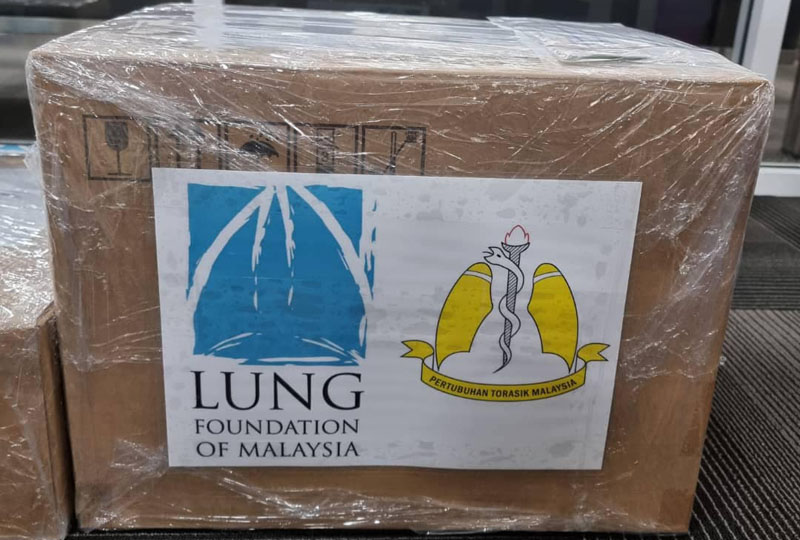 LUNG
FOUNDATION
OF MALAYSIA
PERTUBUHAN TORASIK MALAYSIA